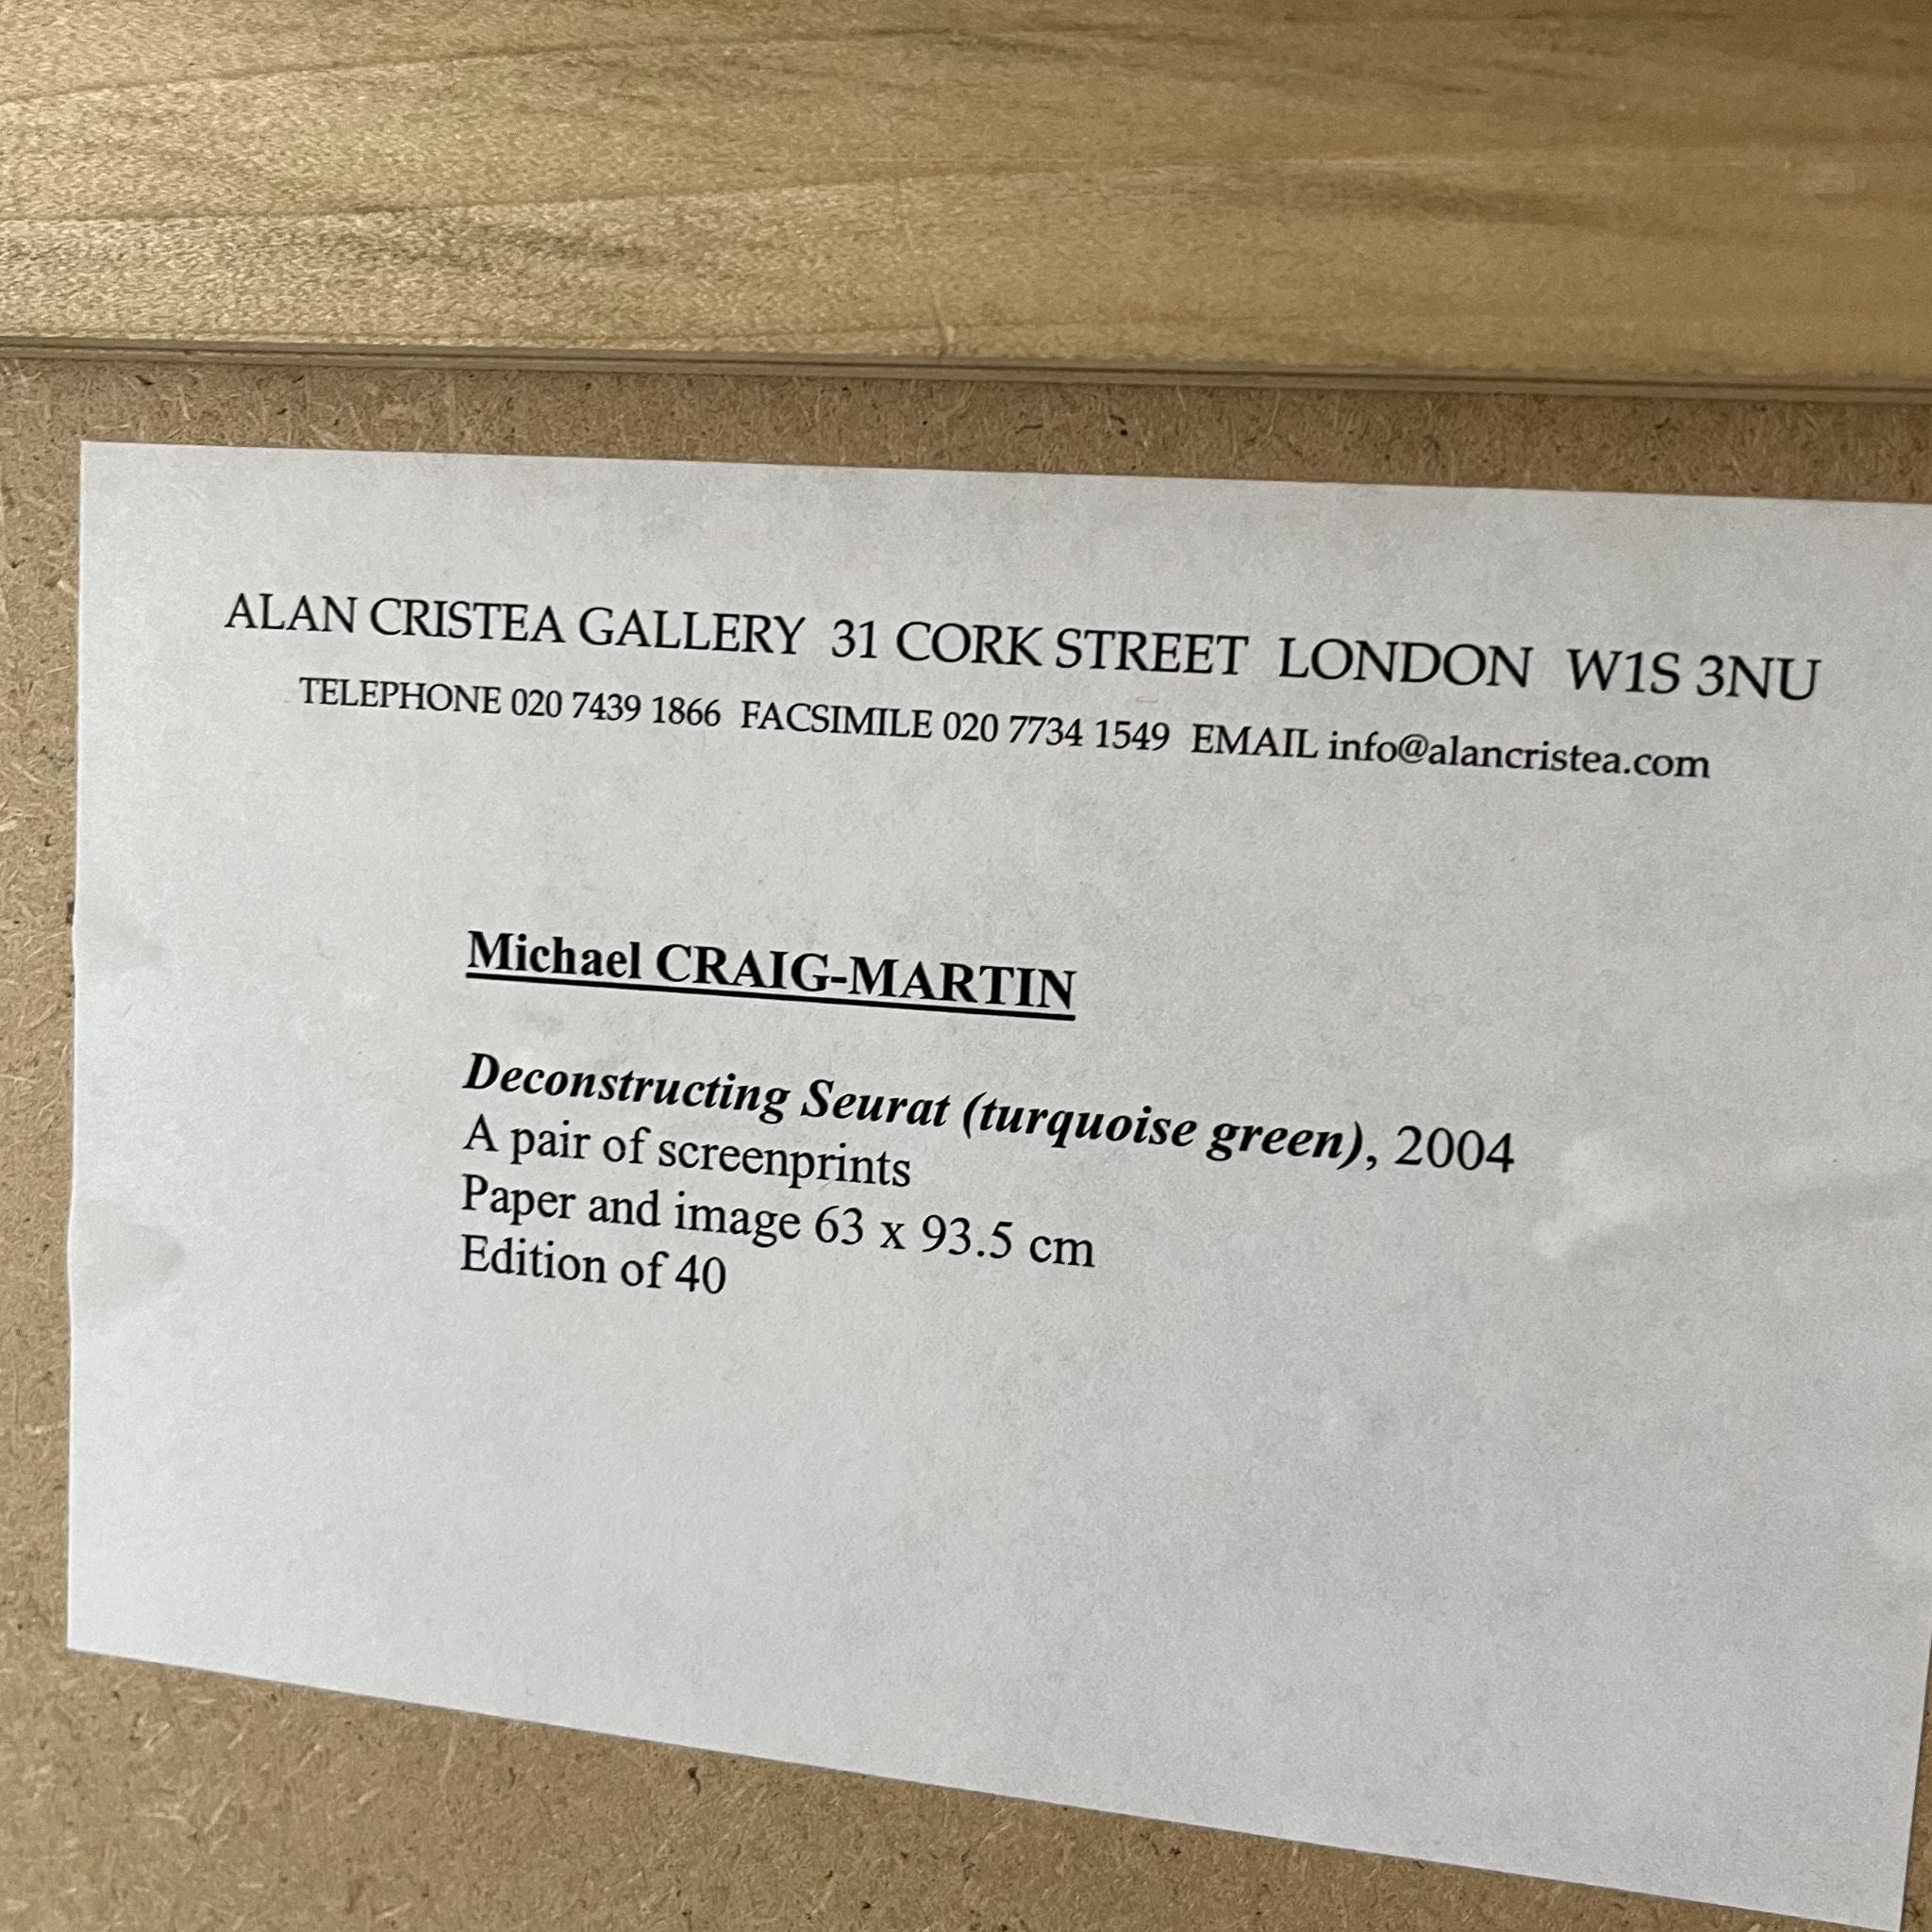 ALAN CRISTEA GALLERY 31 CORK STREET LONDON W1S 3NU
TELEPHONE 020 7439 1866 FACSIMILE 020 7734 1549 EMAIL info@alancristea.com
Michael CRAIG-MARTIN
Deconstructing Seurat (turquoise green), 2004
A pair of screenprints
Paper and image 63 x 93.5 cm
Edition of 40